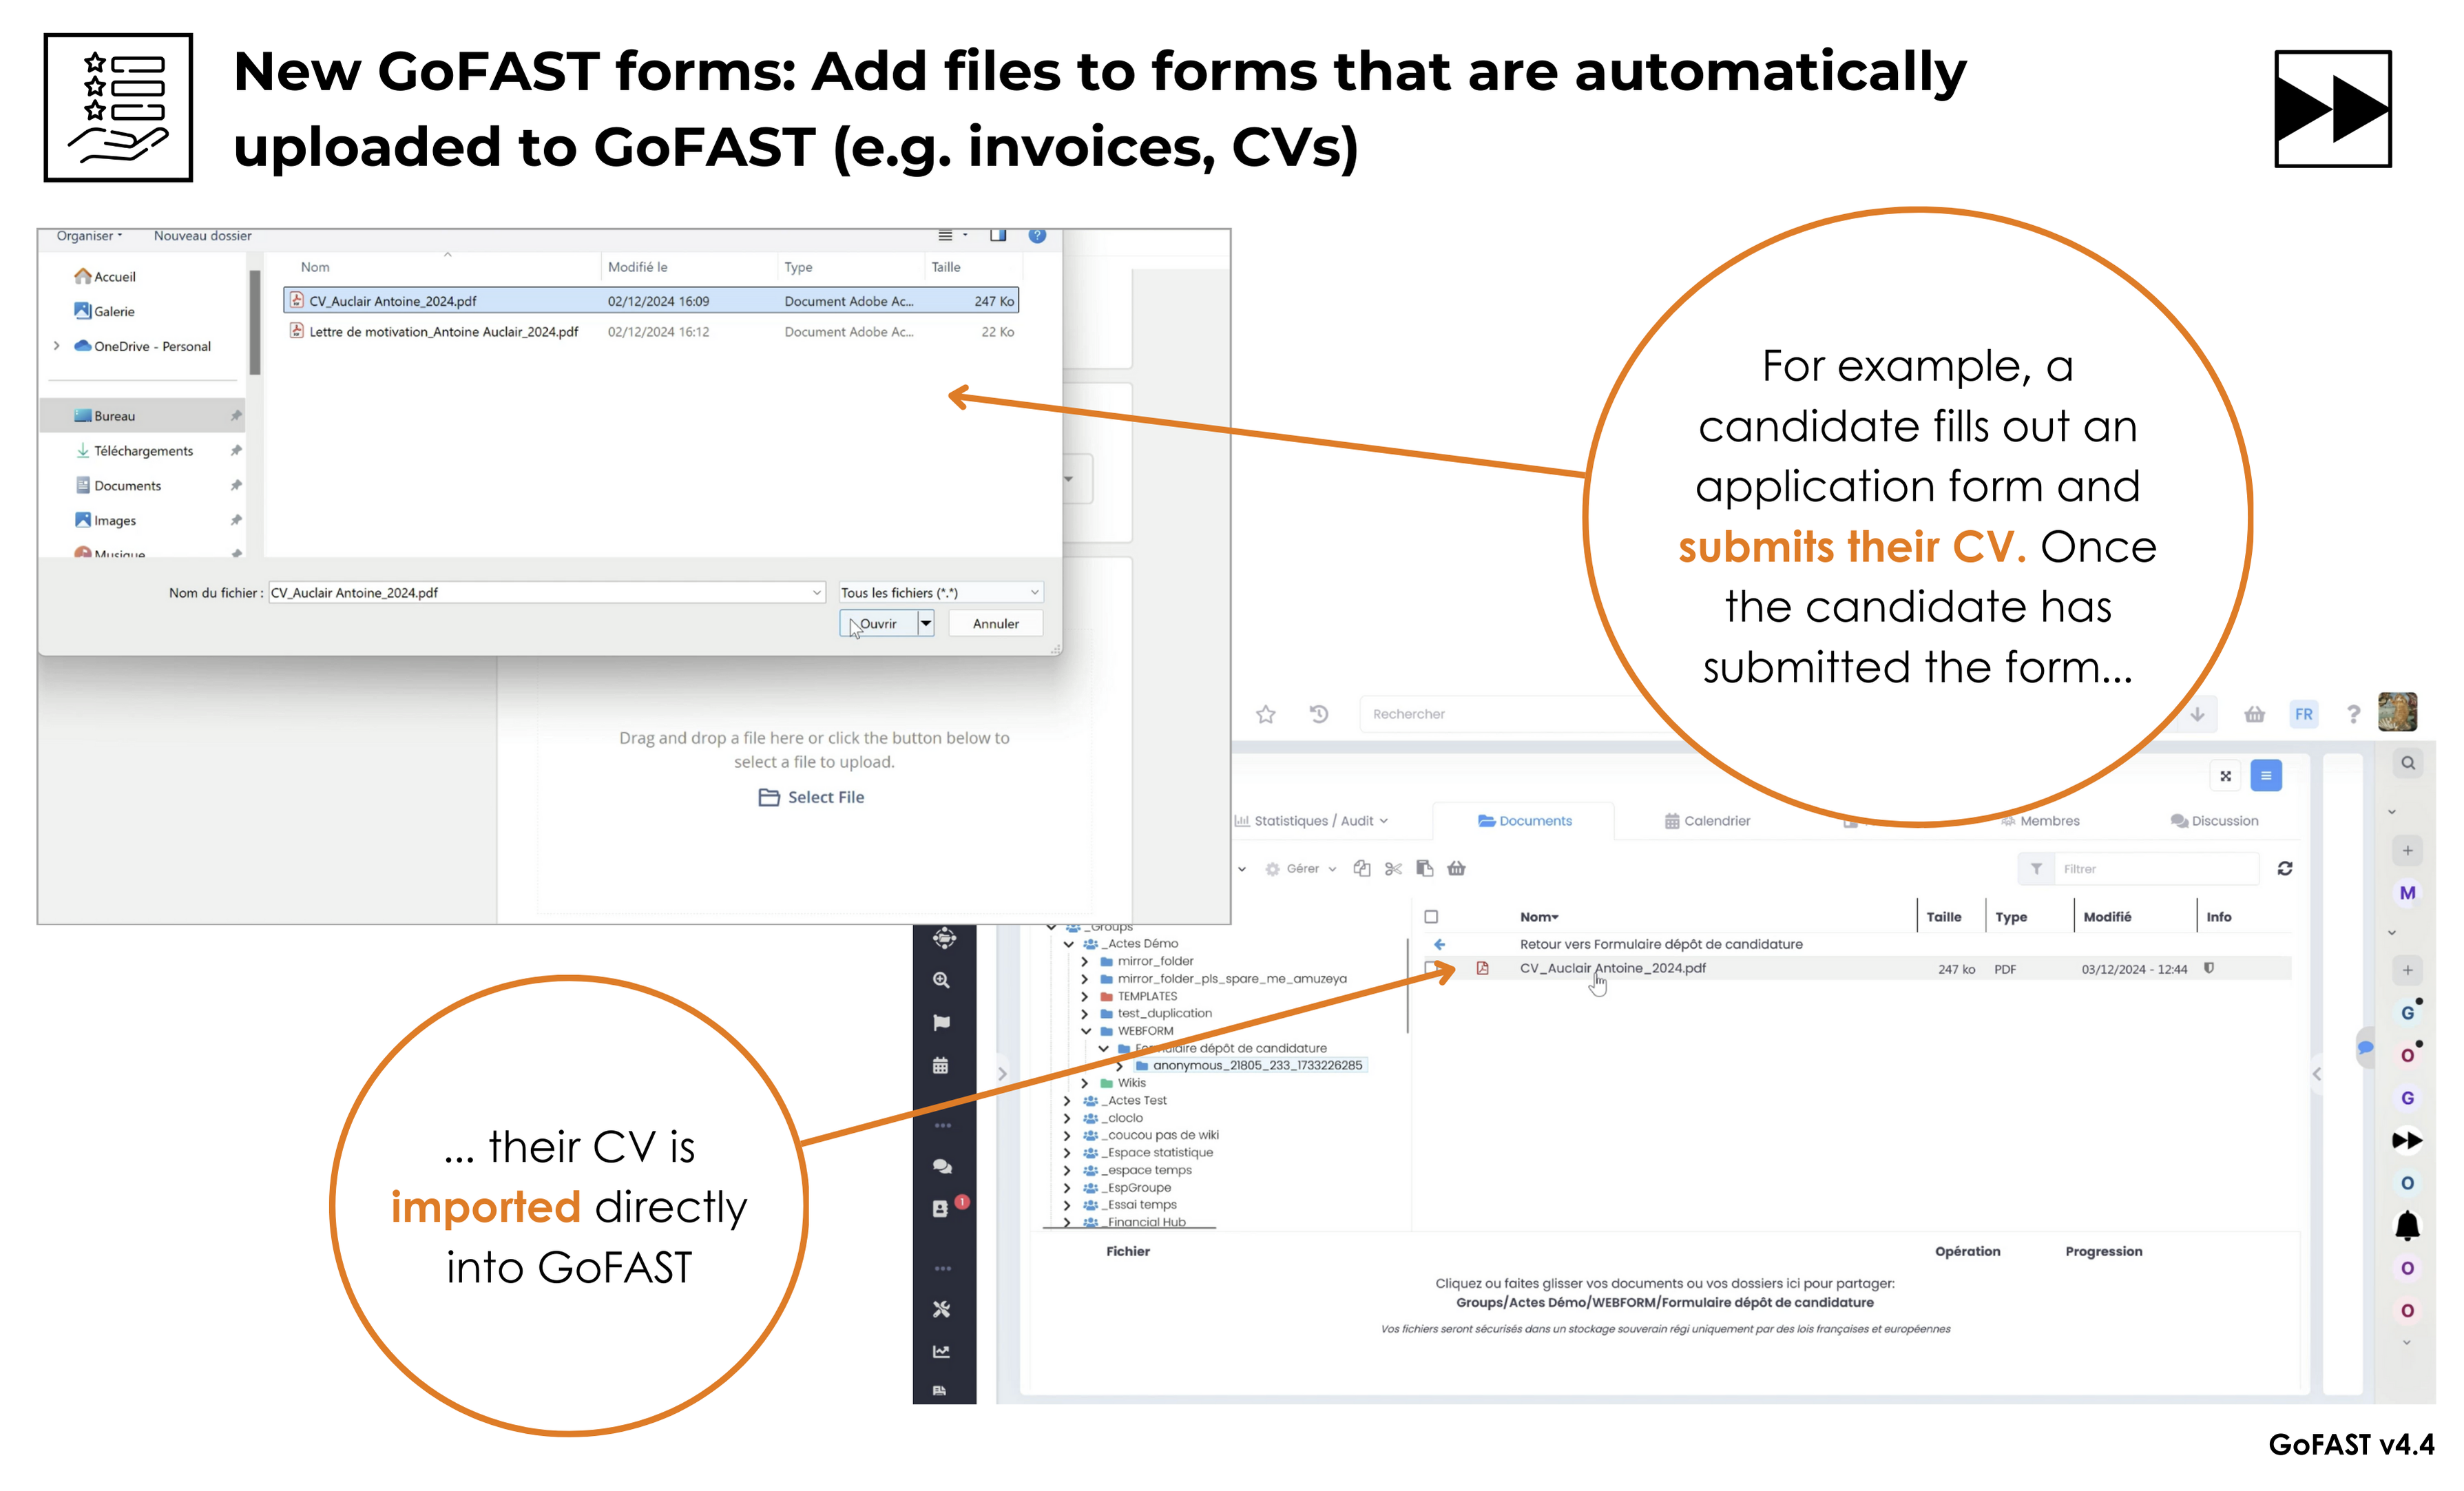 New GoFAST forms: Add files to forms that are automatically
uploaded to GoFAST (e.g. invoices, CVs)
Organiser
Nouveau dossier
Nom
Modifié le
Type
Taille
Accueil
Galerie
OneDrive - Personal
Bureau
Téléchargements
Documents
Images
Musique
CV_Auclair Antoine_2024.pdf 02/12/2024 16:09 Document Adobe Ac... 247 Ko
Lettre de motivation_Antoine Auclair_2024.pdf 02/12/2024 16:12 Document Adobe Ac... 22 Ko
Nom du fichier : CV_Auclair Antoine_2024.pdf
Tous les fichiers (*.*)
Ouvrir
Annuler
Drag and drop a file here or click the button below to
select a file to upload.
Select File
For example, a
candidate fills out an
application form and
submits their CV. Once
the candidate has
submitted the form...
Rechercher
FR
?
Statistiques / Audit
Documents
Calendrier
Membres
Discussion
Gérer
Filtrer
Nom
Taille
Type
Modifié
Info
Retour vers Formulaire dépôt de candidature
CV_Auclair Antoine_2024.pdf 247 ko PDF 03/12/2024 - 12:44
_Groups
_Actes Démo
mirror_folder
mirror_folder_pls_spare_me_amuzeya
TEMPLATES
test_duplication
WEBFORM
Formulaire dépôt de candidature
anonymous_21805_233_1733226285
Wikis
_Actes Test
_cloclo
_coucou pas de wiki
_Espace statistique
_espace temps
_EspGroupe
_Essai temps
_Financial Hub
1
M
G
O
G
O
O
O
Fichier
Opération
Progression
Cliquez ou faites glisser vos documents ou vos dossiers ici pour partager:
Groups/Actes Démo/WEBFORM/Formulaire dépôt de candidature
Vos fichiers seront sécurisés dans un stockage souverain régi uniquement par des lois françaises et européennes
... their CV is
imported directly
into GoFAST
GoFAST v4.4